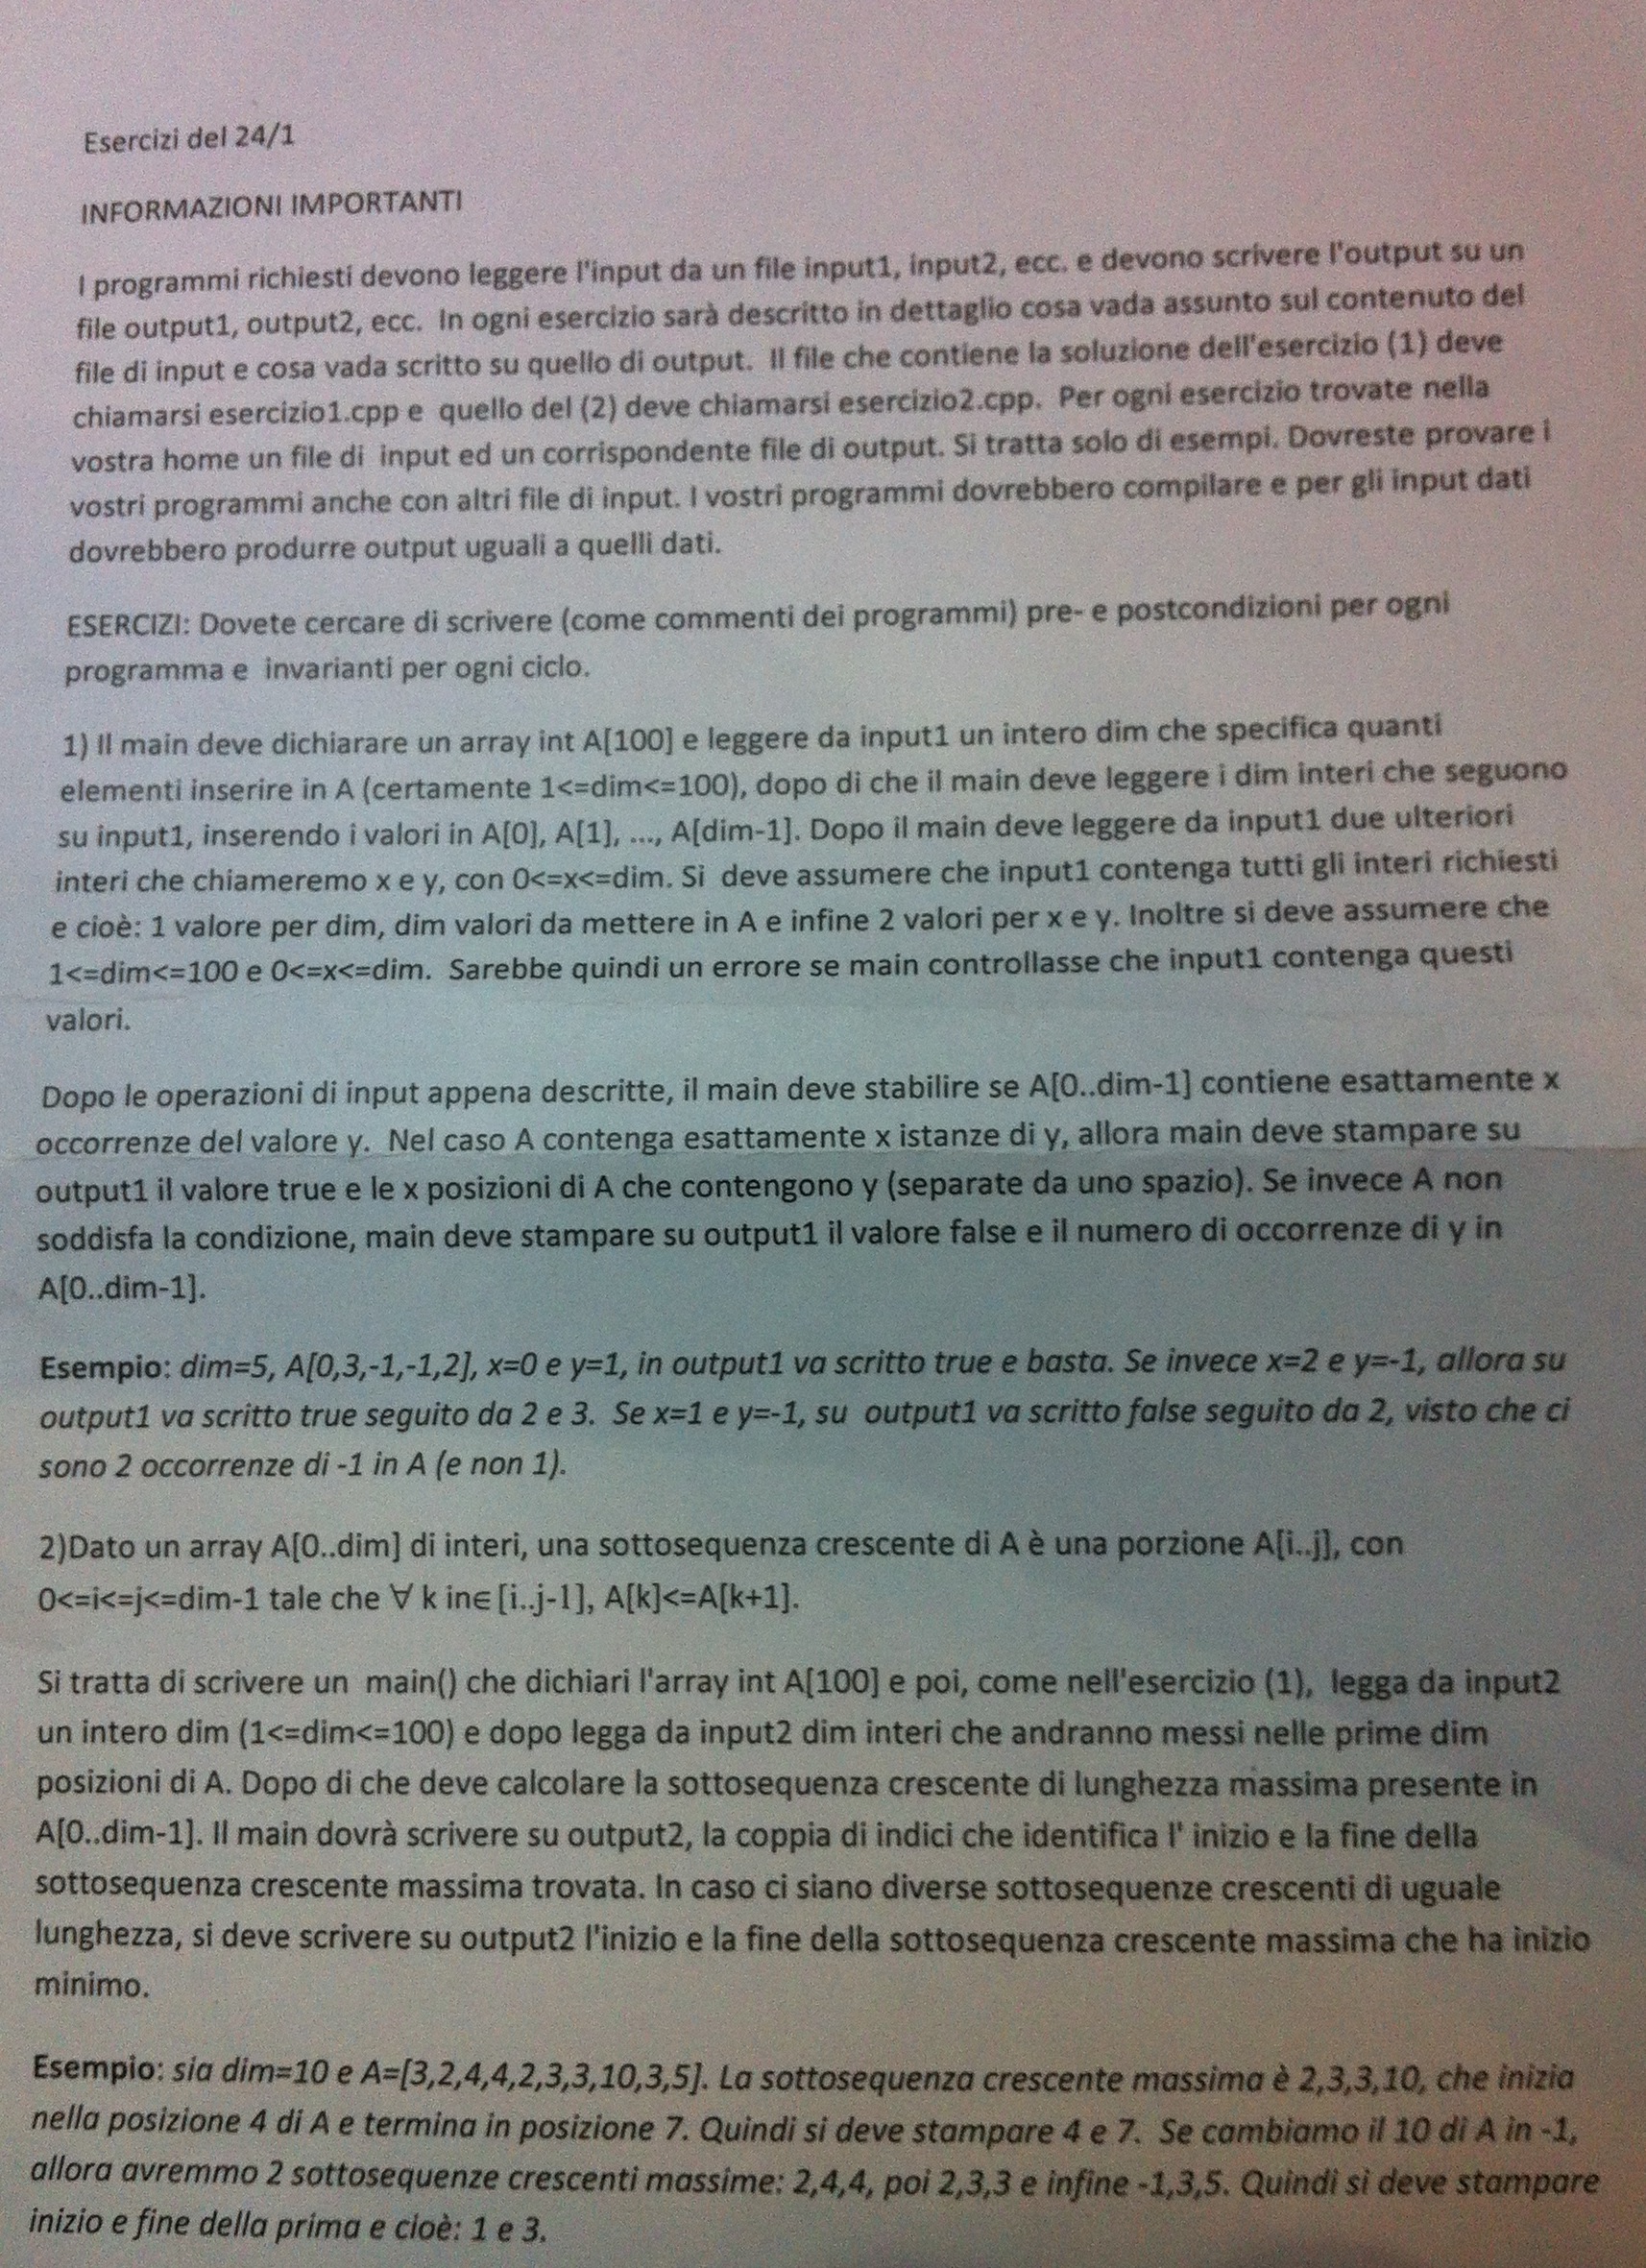 Esercizi del 24/1
INFORMAZIONI IMPORTANTI
I programmi richiesti devono leggere l'input da un file input1, input2, ecc. e devono scrivere l'output su un
file output1, output2, ecc. In ogni esercizio sarà descritto in dettaglio cosa vada assunto sul contenuto del
file di input e cosa vada scritto su quello di output. Il file che contiene la soluzione dell'esercizio (1) deve
chiamarsi esercizio1.cpp e quello del (2) deve chiamarsi esercizio2.cpp. Per ogni esercizio trovate nella
vostra home un file di input ed un corrispondente file di output. Si tratta solo di esempi. Dovreste provare i
vostri programmi anche con altri file di input. I vostri programmi dovrebbero compilare e per gli input dati
dovrebbero produrre output uguali a quelli dati.
ESERCIZI: Dovete cercare di scrivere (come commenti dei programmi) pre- e postcondizioni per ogni
programma e invarianti per ogni ciclo.
1) Il main deve dichiarare un array int A[100] e leggere da input1 un intero dim che specifica quanti
elementi inserire in A (certamente 1<=dim<=100), dopo di che il main deve leggere i dim interi che seguono
su input1, inserendo i valori in A[0], A[1], ..., A[dim-1]. Dopo il main deve leggere da input1 due ulteriori
interi che chiameremo x e y, con 0<=x<=dim. Si deve assumere che input1 contenga tutti gli interi richiesti
e cioè: 1 valore per dim, dim valori da mettere in A e infine 2 valori per x e y. Inoltre si deve assumere che
1<=dim<=100 e 0<=x<=dim. Sarebbe quindi un errore se main controllasse che input1 contenga questi
valori.
Dopo le operazioni di input appena descritte, il main deve stabilire se A[0..dim-1] contiene esattamente x
occorrenze del valore y. Nel caso A contenga esattamente x istanze di y, allora main deve stampare su
output1 il valore true e le x posizioni di A che contengono y (separate da uno spazio). Se invece A non
soddisfa la condizione, main deve stampare su output1 il valore false e il numero di occorrenze di y in
A[0..dim-1].
Esempio: dim=5, A[0,3,-1,-1,2], x=0 e y=1, in output1 va scritto true e basta. Se invece x=2 e y=-1, allora su
output1 va scritto true seguito da 2 e 3. Se x=1 e y=-1, su output1 va scritto false seguito da 2, visto che ci
sono 2 occorrenze di -1 in A (e non 1).
2)Dato un array A[0..dim] di interi, una sottosequenza crescente di A è una porzione A[i..j], con
0<=i<=j<=dim-1 tale che ∀ k in∈ [i..j-1], A[k]<=A[k+1].
Si tratta di scrivere un main() che dichiari l'array int A[100] e poi, come nell'esercizio (1), legga da input2
un intero dim (1<=dim<=100) e dopo legga da input2 dim interi che andranno messi nelle prime dim
posizioni di A. Dopo di che deve calcolare la sottosequenza crescente di lunghezza massima presente in
A[0..dim-1]. Il main dovrà scrivere su output2, la coppia di indici che identifica l' inizio e la fine della
sottosequenza crescente massima trovata. In caso ci siano diverse sottosequenze crescenti di uguale
lunghezza, si deve scrivere su output2 l'inizio e la fine della sottosequenza crescente massima che ha inizio
minimo.
Esempio: sia dim=10 e A=[3,2,4,4,2,3,3,10,3,5]. La sottosequenza crescente massima è 2,3,3,10, che inizia
nella posizione 4 di A e termina in posizione 7. Quindi si deve stampare 4 e 7. Se cambiamo il 10 di A in -1,
allora avremmo 2 sottosequenze crescenti massime: 2,4,4, poi 2,3,3 e infine -1,3,5. Quindi si deve stampare
inizio e fine della prima e cioè: 1 e 3.